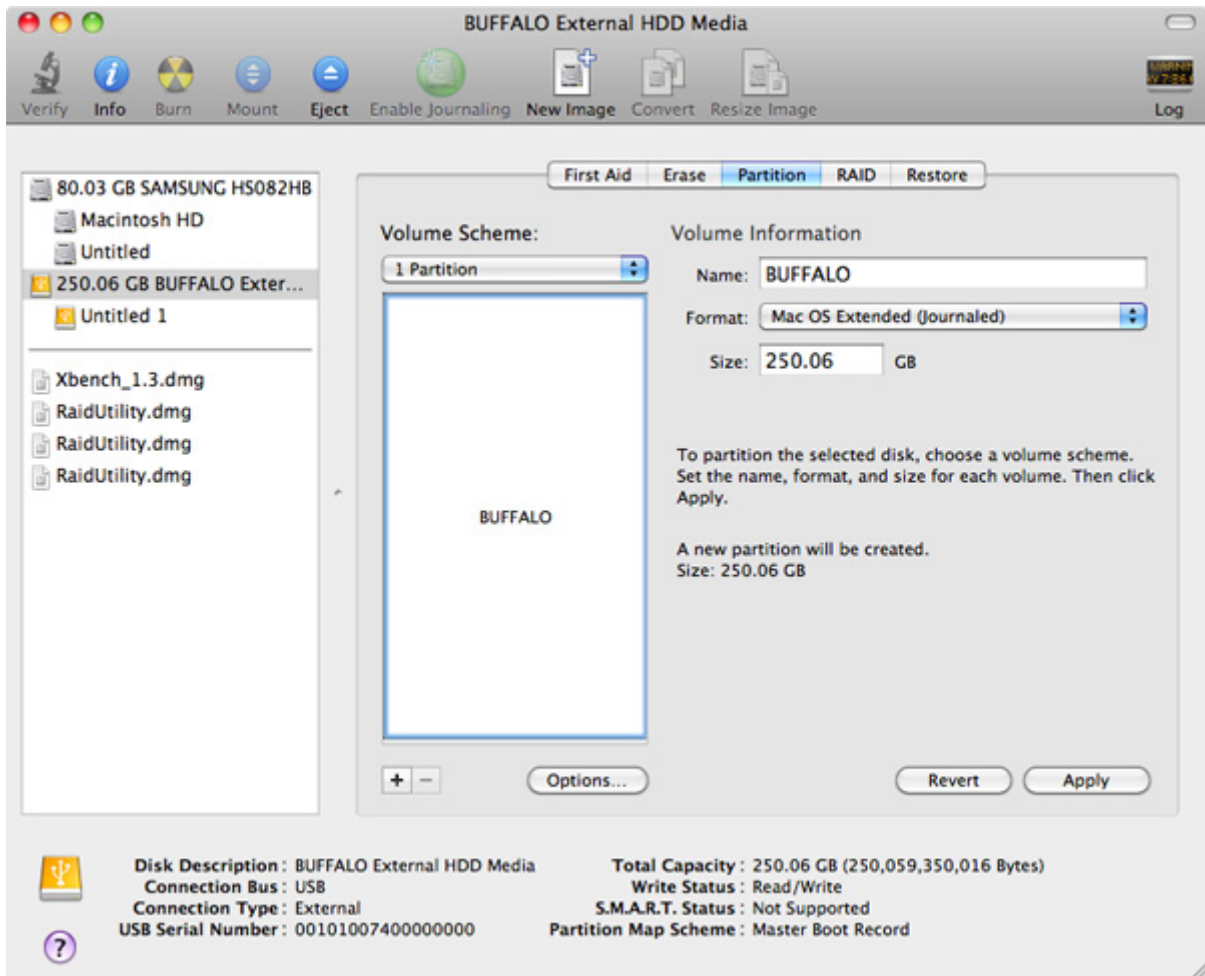 BUFFALO External HDD Media
Verify Info Burn Mount Eject Enable Journaling New Image Convert Resize Image Log
80.03 GB SAMSUNG HS082HB
Macintosh HD
Untitled
250.06 GB BUFFALO Exter...
Untitled 1
Xbench_1.3.dmg
RaidUtility.dmg
RaidUtility.dmg
RaidUtility.dmg
First Aid Erase Partition RAID Restore
Volume Scheme:
1 Partition
BUFFALO
+ − Options...
Volume Information
Name: BUFFALO
Format: Mac OS Extended (Journaled)
Size: 250.06 GB
To partition the selected disk, choose a volume scheme.
Set the name, format, and size for each volume. Then click
Apply.
A new partition will be created.
Size: 250.06 GB
Revert Apply
Disk Description : BUFFALO External HDD Media
Connection Bus : USB
Connection Type : External
USB Serial Number : 00101007400000000
Total Capacity : 250.06 GB (250,059,350,016 Bytes)
Write Status : Read/Write
S.M.A.R.T. Status : Not Supported
Partition Map Scheme : Master Boot Record
?